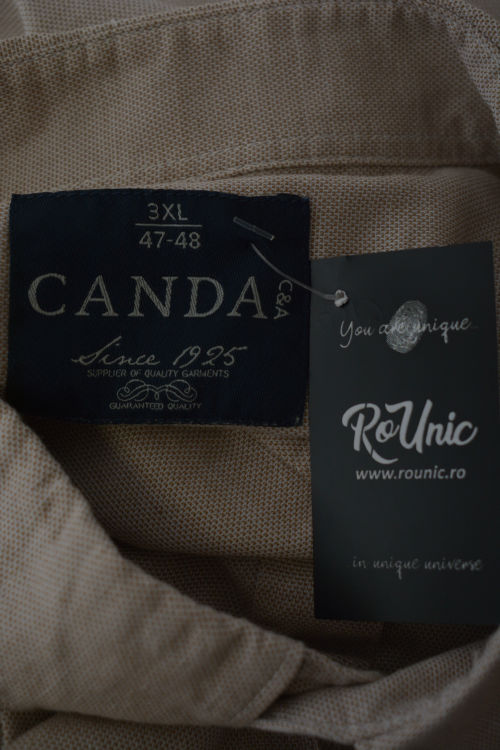 3XL
47-48
CANDA
C&A
Since 1925
SUPPLIER OF QUALITY GARMENTS
GUARANTEED QUALITY
You are unique...
RoUnic
www.rounic.ro
...in unique universe